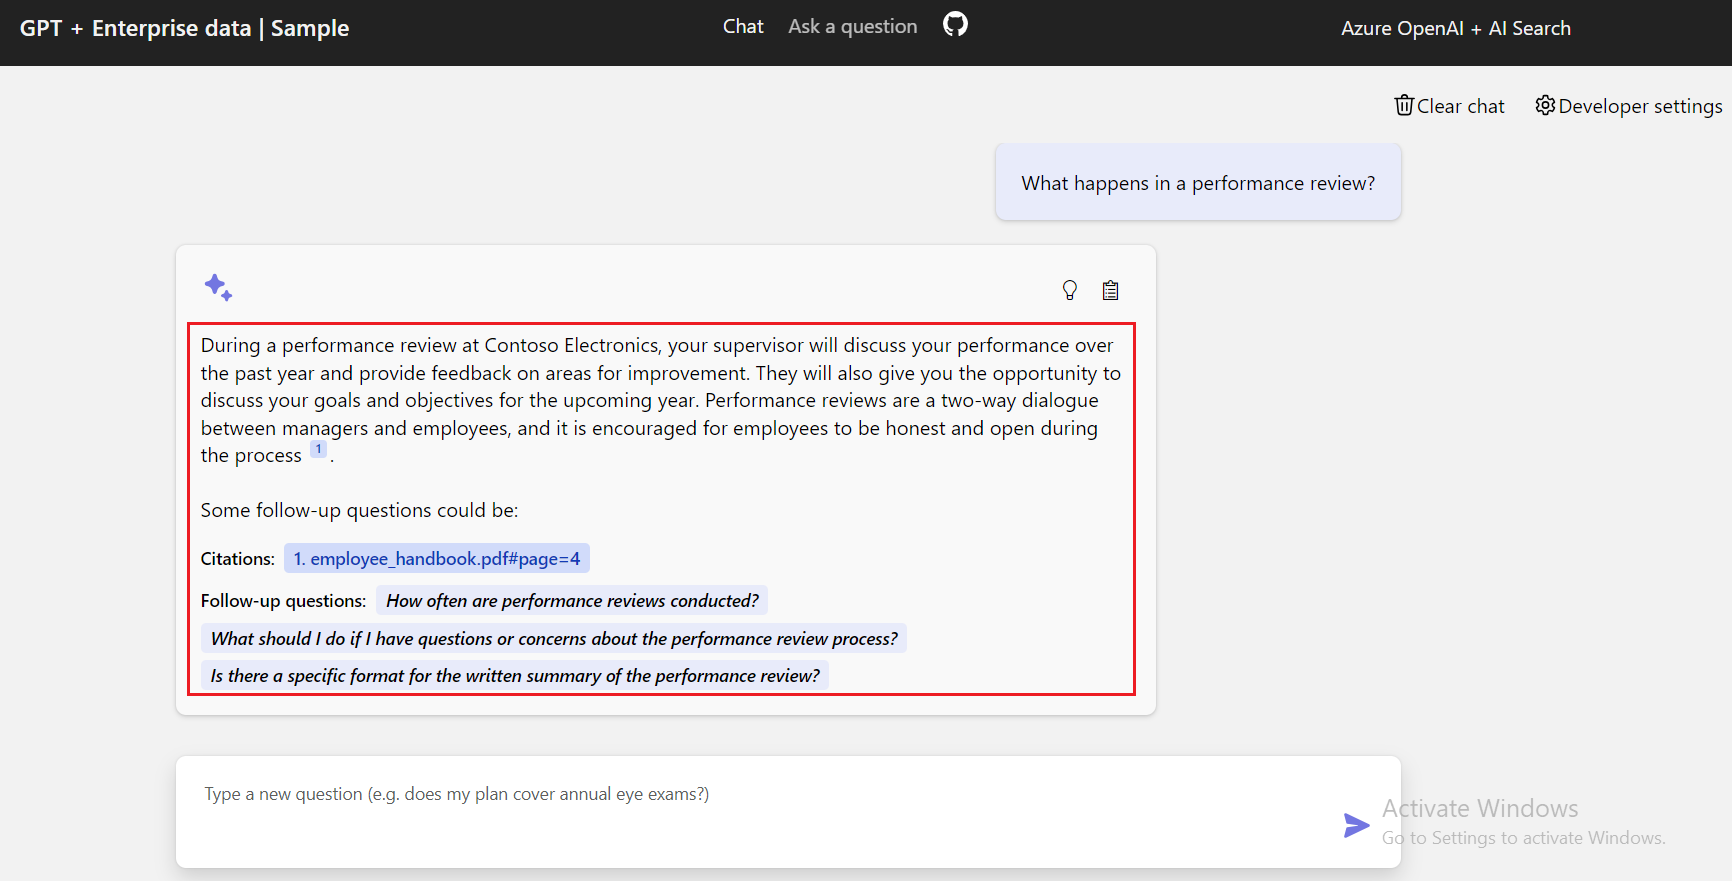 GPT + Enterprise data | Sample
Chat
Ask a question
Azure OpenAI + AI Search
Clear chat
Developer settings
What happens in a performance review?
During a performance review at Contoso Electronics, your supervisor will discuss your performance over
the past year and provide feedback on areas for improvement. They will also give you the opportunity to
discuss your goals and objectives for the upcoming year. Performance reviews are a two-way dialogue
between managers and employees, and it is encouraged for employees to be honest and open during
the process 1 .
Some follow-up questions could be:
Citations: 1. employee_handbook.pdf#page=4
Follow-up questions: How often are performance reviews conducted?
What should I do if I have questions or concerns about the performance review process?
Is there a specific format for the written summary of the performance review?
Type a new question (e.g. does my plan cover annual eye exams?)
Activate Windows
Go to Settings to activate Windows.